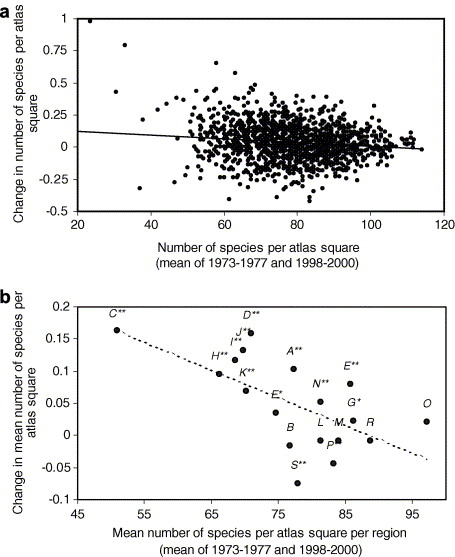 a
Change in number of species per atlas
square
1
0.75
0.5
0.25
0
-0.25
-0.5
20 40 60 80 100 120
Number of species per atlas square
(mean of 1973-1977 and 1998-2000)
b
Change in mean number of species per
atlas square
0.2
0.15
0.1
0.05
0
-0.05
-0.1
C**
D**
J**
I**
H**
A**
K**
E**
N**
E*
G*
O
B
L
M
R
P
S**
45 55 65 75 85 95
Mean number of species per atlas square per region
(mean of 1973-1977 and 1998-2000)